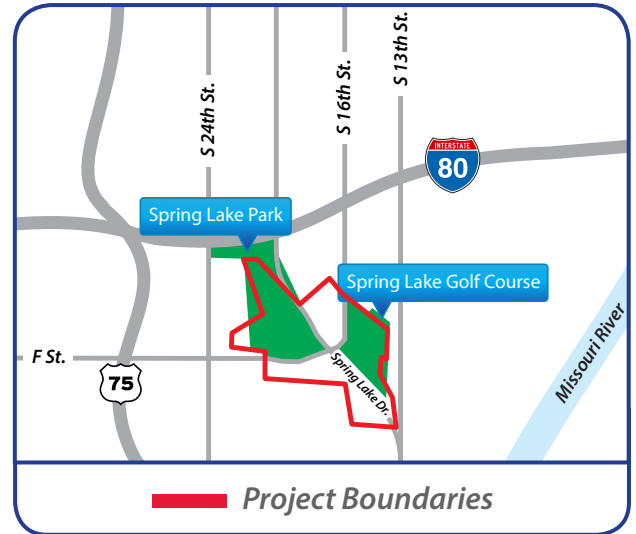 S 24th St.
S 16th St.
S 13th St.
INTERSTATE
80
Spring Lake Park
Spring Lake Golf Course
F St.
75
Spring Lake Dr.
Missouri River
Project Boundaries